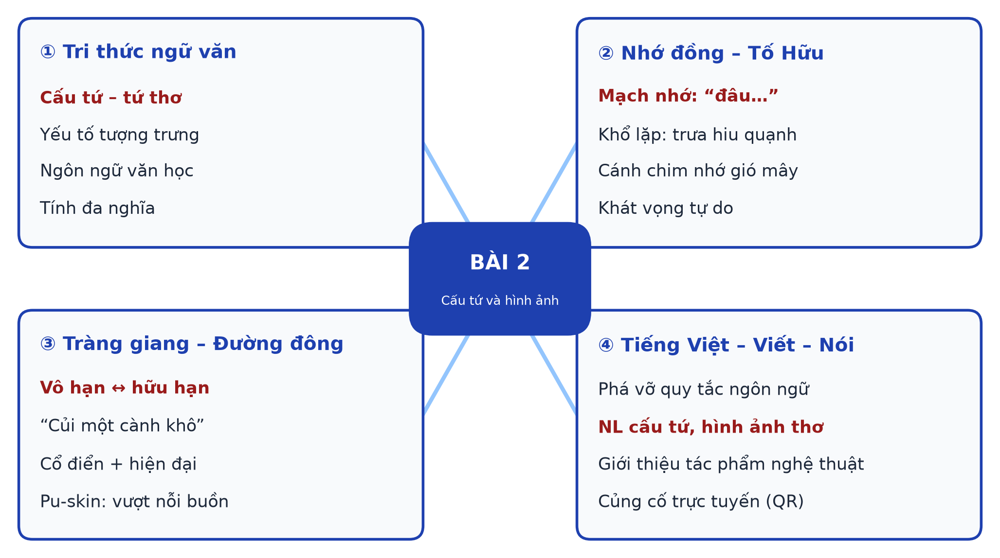 ① Tri thức ngữ văn
Cấu tứ – tứ thơ
Yếu tố tượng trưng
Ngôn ngữ văn học
Tính đa nghĩa
② Nhớ đồng – Tố Hữu
Mạch nhớ: “đâu…”
Khổ lặp: trưa hiu quạnh
Cánh chim nhớ gió mây
Khát vọng tự do
BÀI 2
Cấu tứ và hình ảnh
③ Tràng giang – Đường đông
Vô hạn ↔ hữu hạn
“Củi một cành khô”
Cổ điển + hiện đại
Pu-skin: vượt nỗi buồn
④ Tiếng Việt – Viết – Nói
Phá vỡ quy tắc ngôn ngữ
NL cấu tứ, hình ảnh thơ
Giới thiệu tác phẩm nghệ thuật
Củng cố trực tuyến (QR)